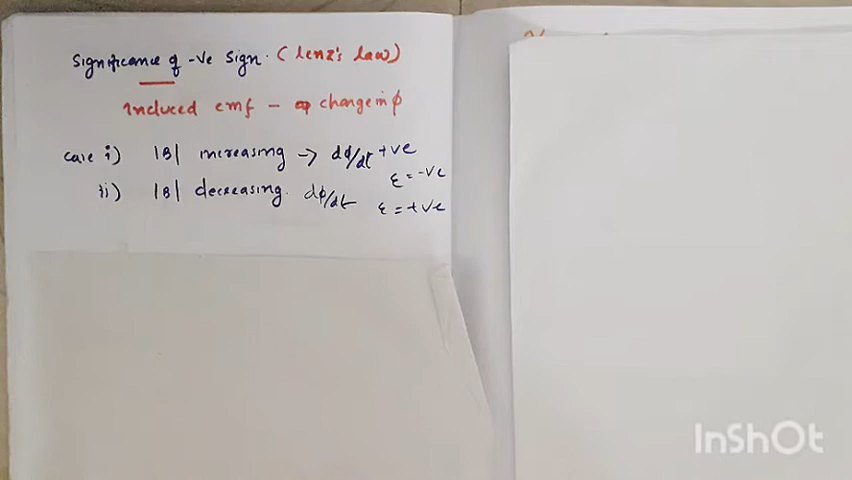 Significance of -ve sign. (lenz's law)
Induced emf - op change in ϕ
case i) |B| increasing → dϕ/dt +ve
ε = -ve
ii) |B| decreasing. dϕ/dt ε = +ve
InShOt